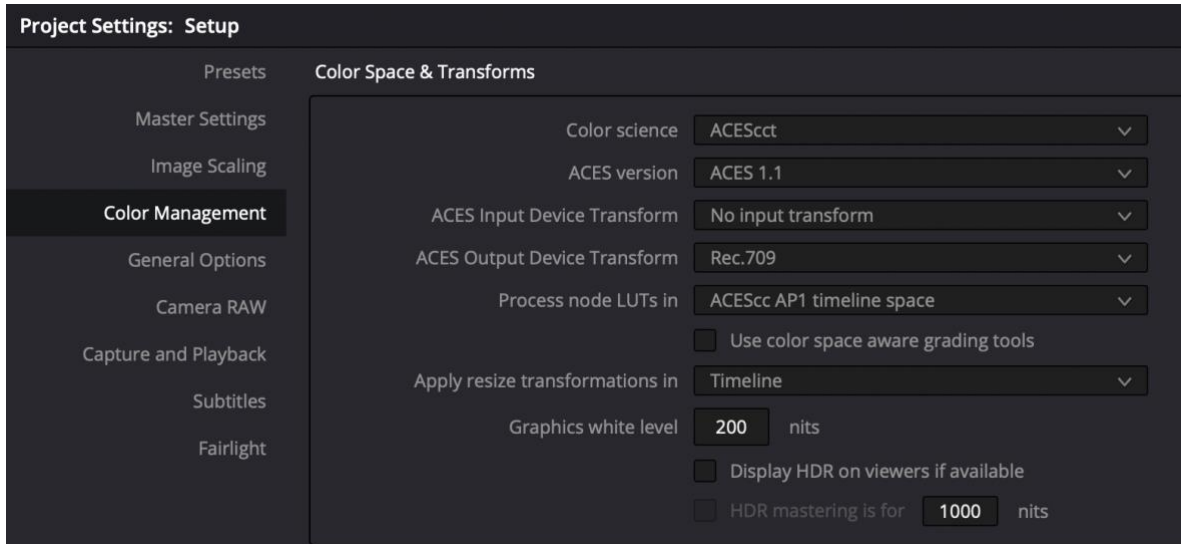 Project Settings: Setup
Presets
Master Settings
Image Scaling
Color Management
General Options
Camera RAW
Capture and Playback
Subtitles
Fairlight
Color Space & Transforms
Color science ACEScct
ACES version ACES 1.1
ACES Input Device Transform No input transform
ACES Output Device Transform Rec.709
Process node LUTs in ACEScc AP1 timeline space
Use color space aware grading tools
Apply resize transformations in Timeline
Graphics white level 200 nits
Display HDR on viewers if available
HDR mastering is for 1000 nits